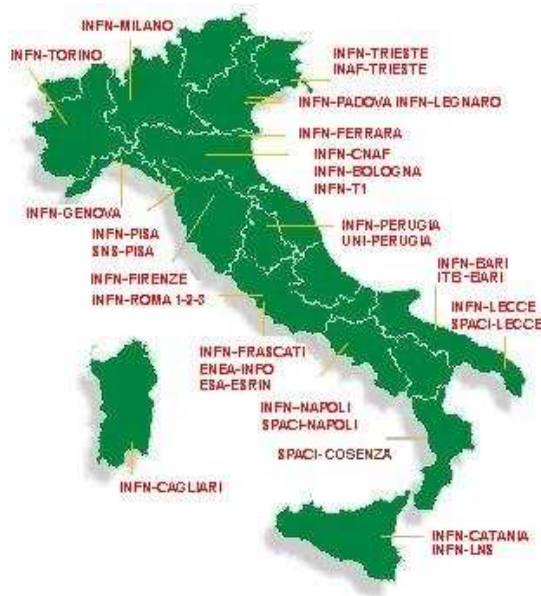 INFN-MILANO
INFN-TORINO
INFN-TRIESTE
INAF-TRIESTE
INFN-PADOVA INFN-LEGNARO
INFN-FERRARA
INFN-CNAF
INFN-BOLOGNA
INFN-T1
INFN-GENOVA
INFN-PISA
SNS-PISA
INFN-PERUGIA
UNI-PERUGIA
INFN-FIRENZE
INFN-ROMA 1-2-3
INFN-BARI
ITB-BARI
INFN-LECCE
SPACI-LECCE
INFN-FRASCATI
ENEA-INFO
ESA-ESRIN
INFN-NAPOLI
SPACI-NAPOLI
SPACI-COSENZA
INFN-CAGLIARI
INFN-CATANIA
INFN-LNS